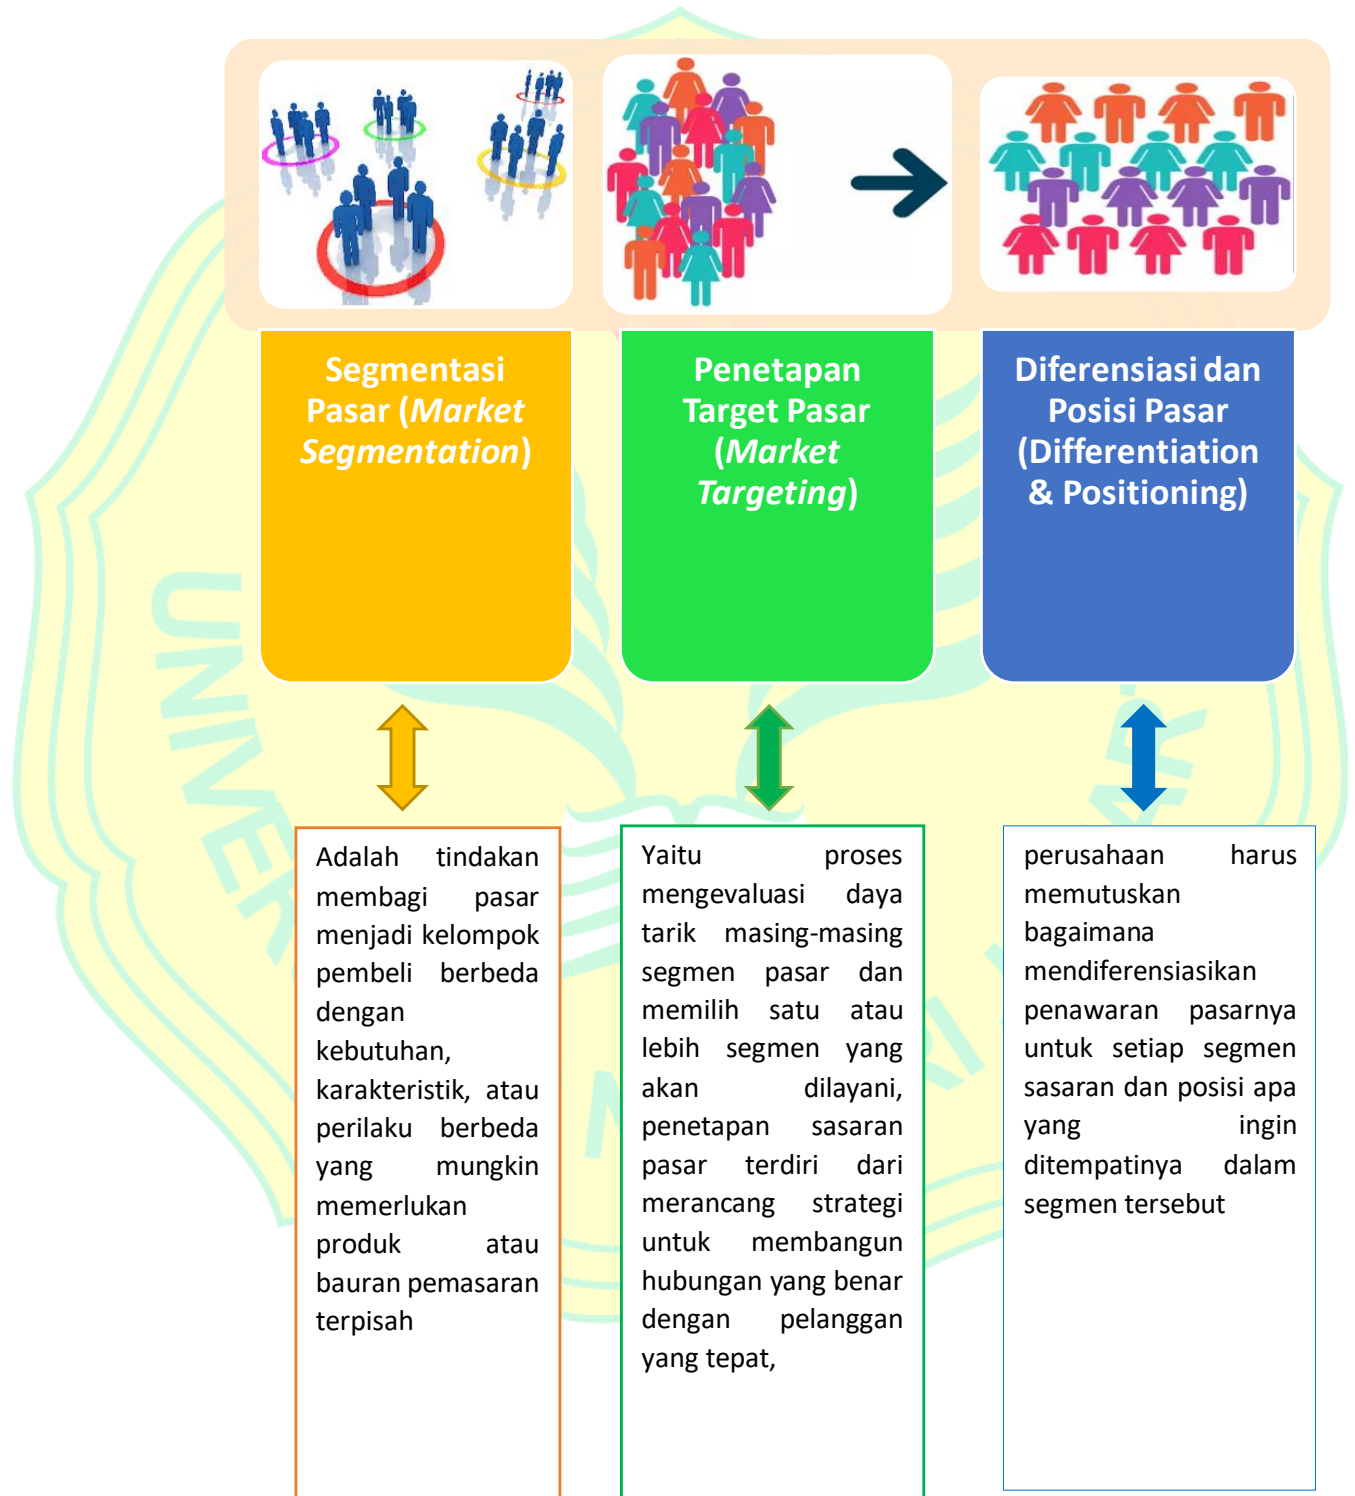 Segmentasi
Pasar (Market
Segmentation)
Penetapan
Target Pasar
(Market
Targeting)
Diferensiasi dan
Posisi Pasar
(Differentiation
& Positioning)
Adalah tindakan
membagi pasar
menjadi kelompok
pembeli berbeda
dengan
kebutuhan,
karakteristik, atau
perilaku berbeda
yang mungkin
memerlukan
produk atau
bauran pemasaran
terpisah
Yaitu proses
mengevaluasi daya
tarik masing-masing
segmen pasar dan
memilih satu atau
lebih segmen yang
akan dilayani,
penetapan sasaran
pasar terdiri dari
merancang strategi
untuk membangun
hubungan yang benar
dengan pelanggan
yang tepat,
perusahaan harus
memutuskan
bagaimana
mendiferensiasikan
penawaran pasarnya
untuk setiap segmen
sasaran dan posisi apa
yang ingin
ditempatinya dalam
segmen tersebut